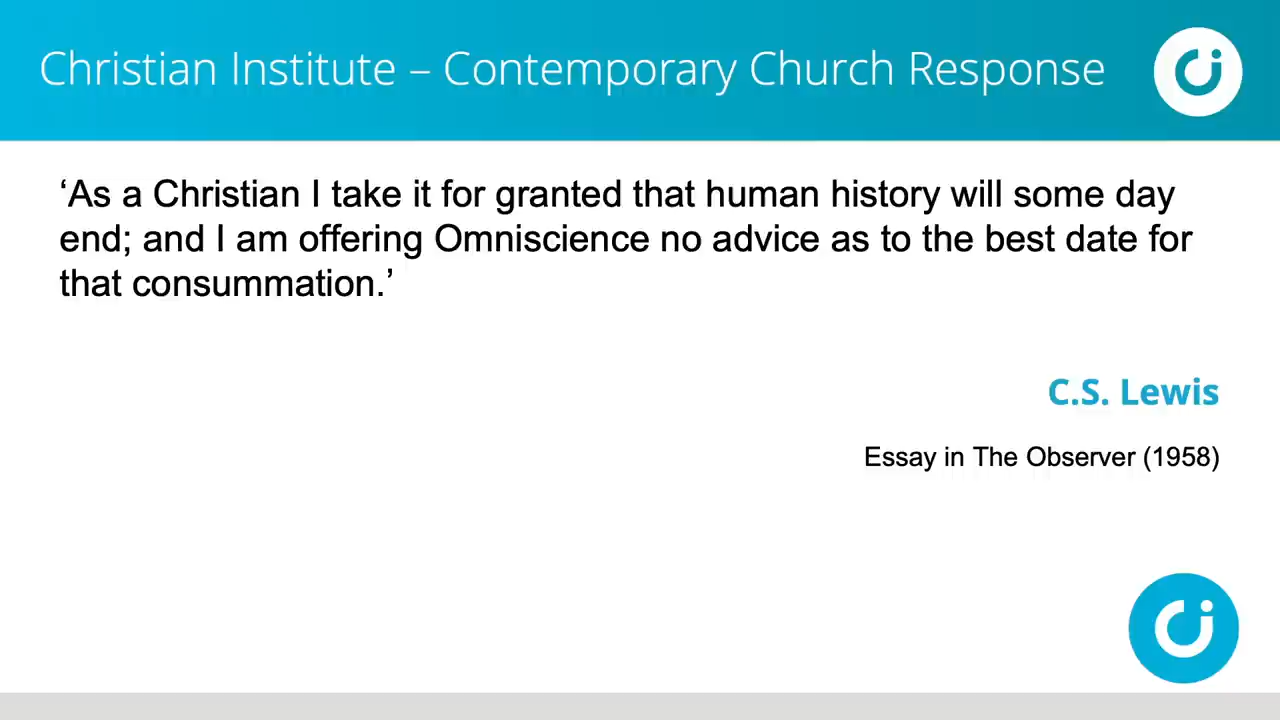 Christian Institute – Contemporary Church Response
‘As a Christian I take it for granted that human history will some day
end; and I am offering Omniscience no advice as to the best date for
that consummation.’
C.S. Lewis
Essay in The Observer (1958)